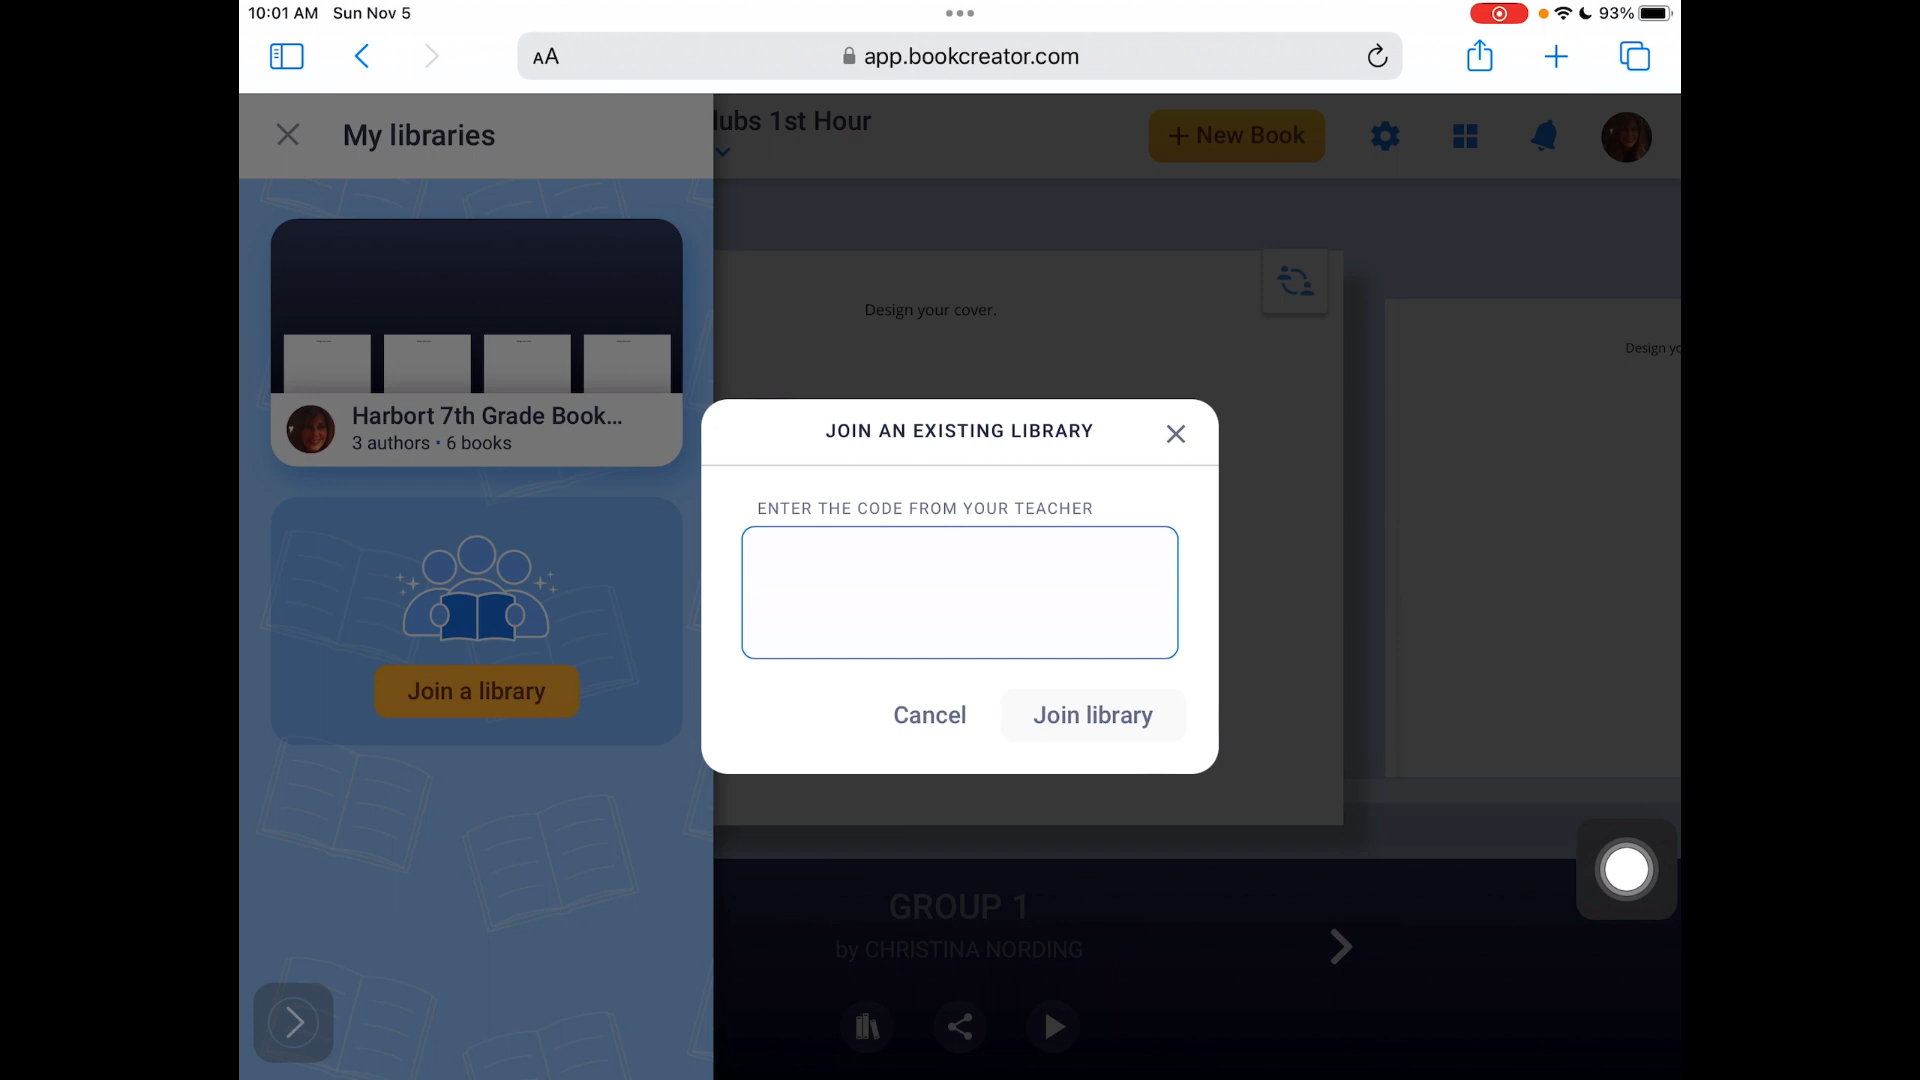 10:01 AM Sun Nov 5
93%
AA
app.bookcreator.com
My libraries
lubs 1st Hour
+ New Book
Design your cover.
Harbort 7th Grade Book...
3 authors • 6 books
Join a library
JOIN AN EXISTING LIBRARY
ENTER THE CODE FROM YOUR TEACHER
Cancel
Join library
GROUP 1
by CHRISTINA NORDING